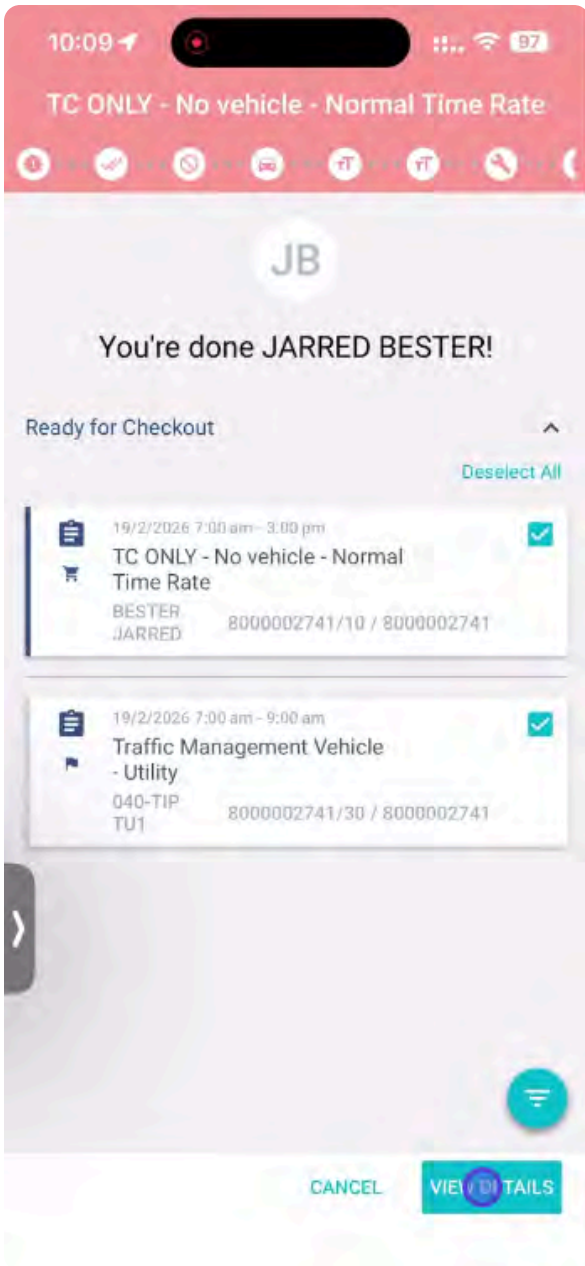 10:09
97
TC ONLY - No vehicle - Normal Time Rate
JB
You're done JARRED BESTER!
Ready for Checkout
Deselect All
19/2/2026 7:00 am - 3:00 pm
TC ONLY - No vehicle - Normal
Time Rate
BESTER
JARRED
8000002741/10 / 8000002741
19/2/2026 7:00 am - 9:00 am
Traffic Management Vehicle
- Utility
040-TIP
TU1
8000002741/30 / 8000002741
CANCEL
VIEW DETAILS